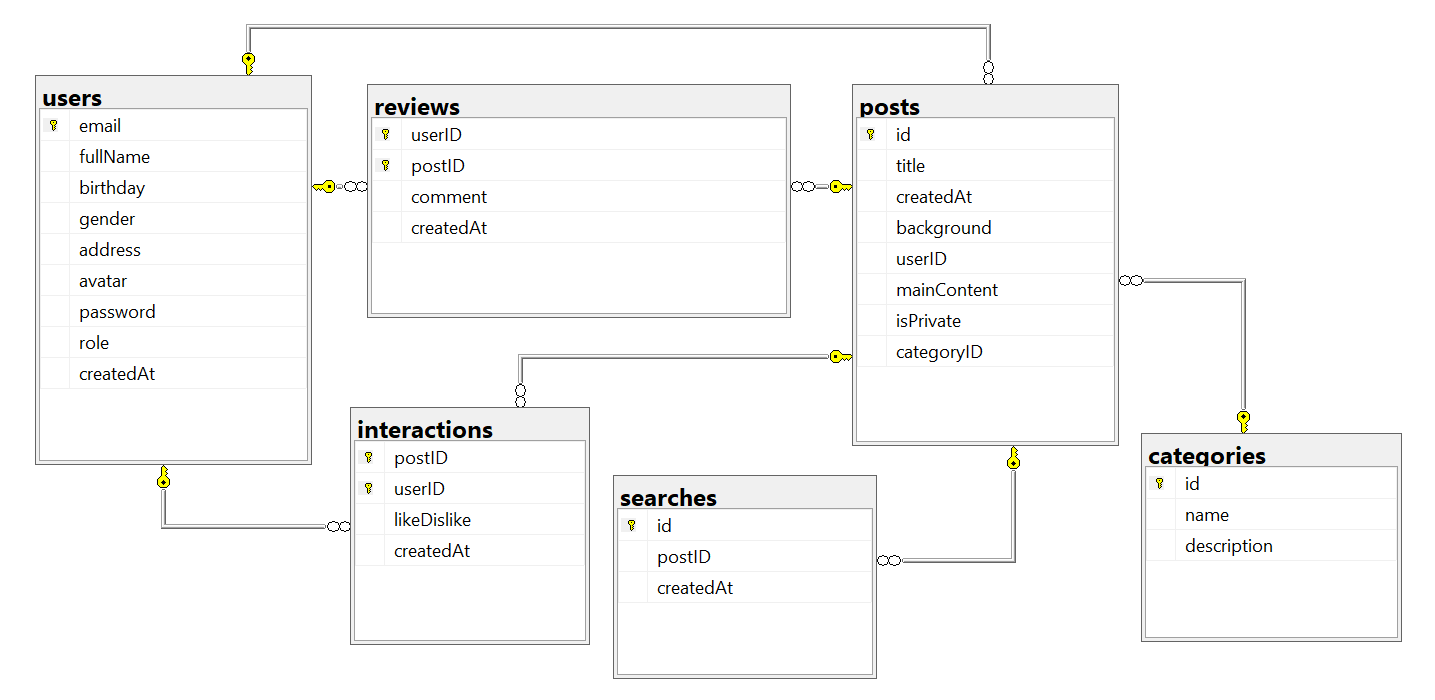 users
email
fullName
birthday
gender
address
avatar
password
role
createdAt
reviews
userID
postID
comment
createdAt
posts
id
title
createdAt
background
userID
mainContent
isPrivate
categoryID
interactions
postID
userID
likeDislike
createdAt
searches
id
postID
createdAt
categories
id
name
description